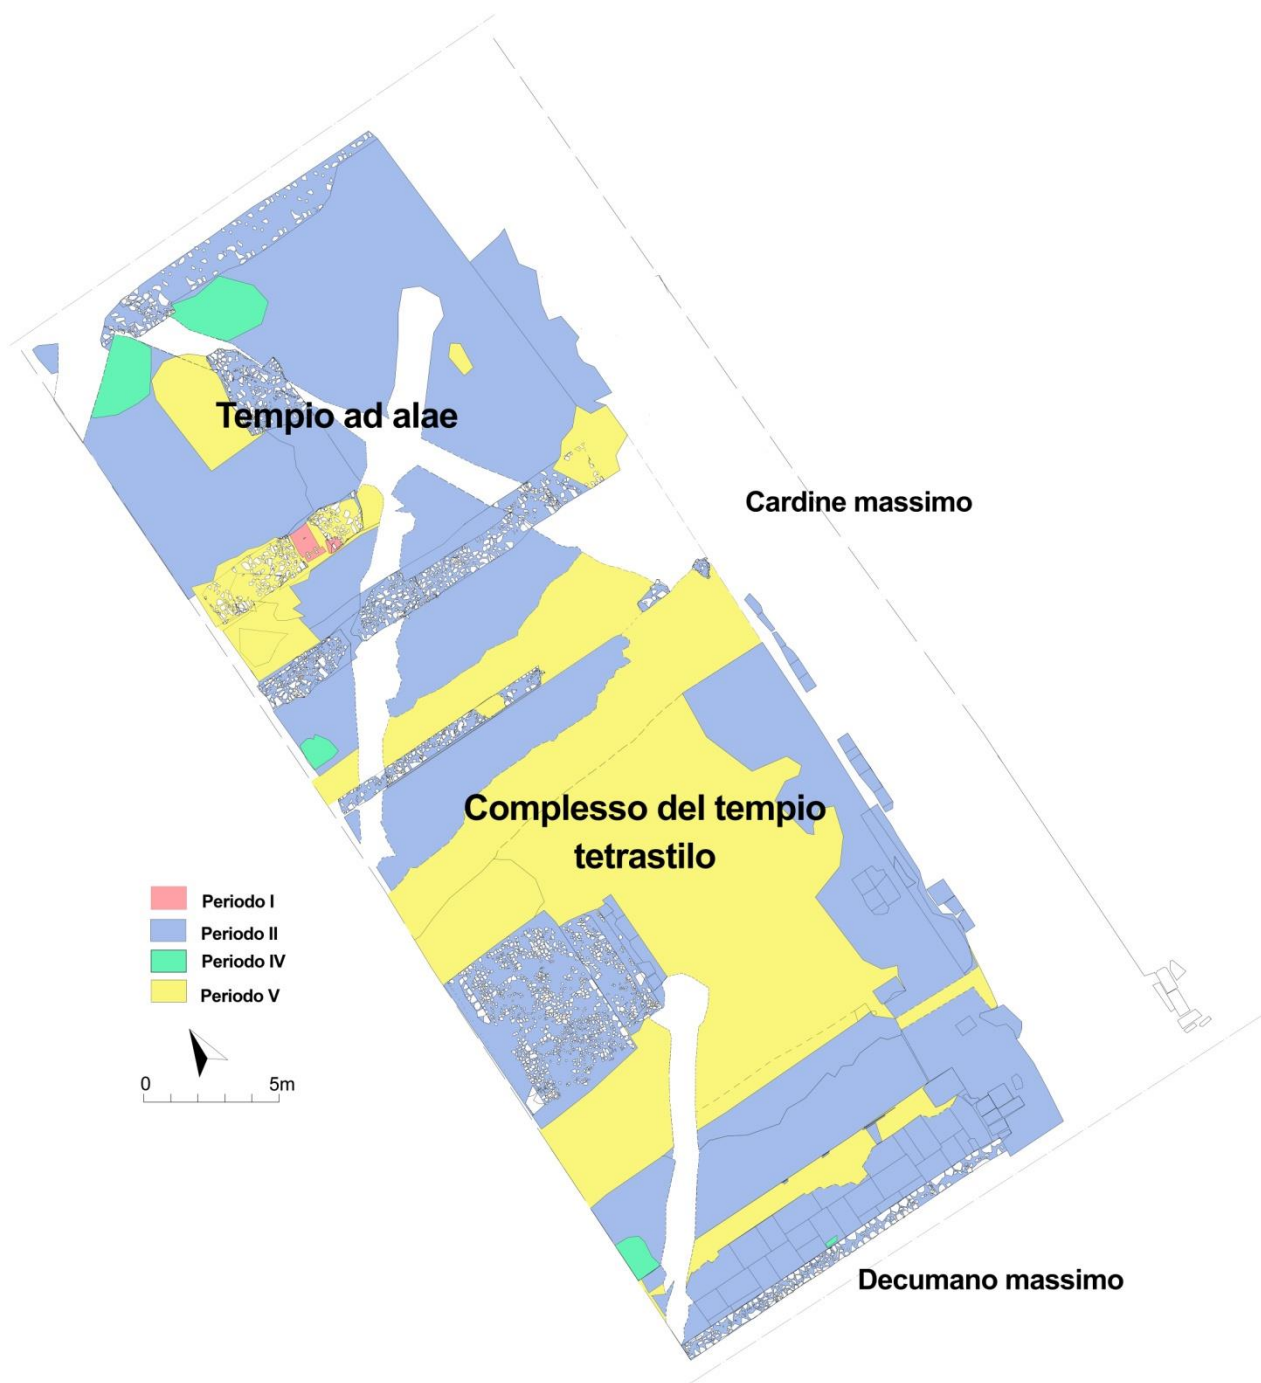 Tempio ad alae
Cardine massimo
Complesso del tempio
tetrastilo
Periodo I
Periodo II
Periodo IV
Periodo V
0 5m
Decumano massimo